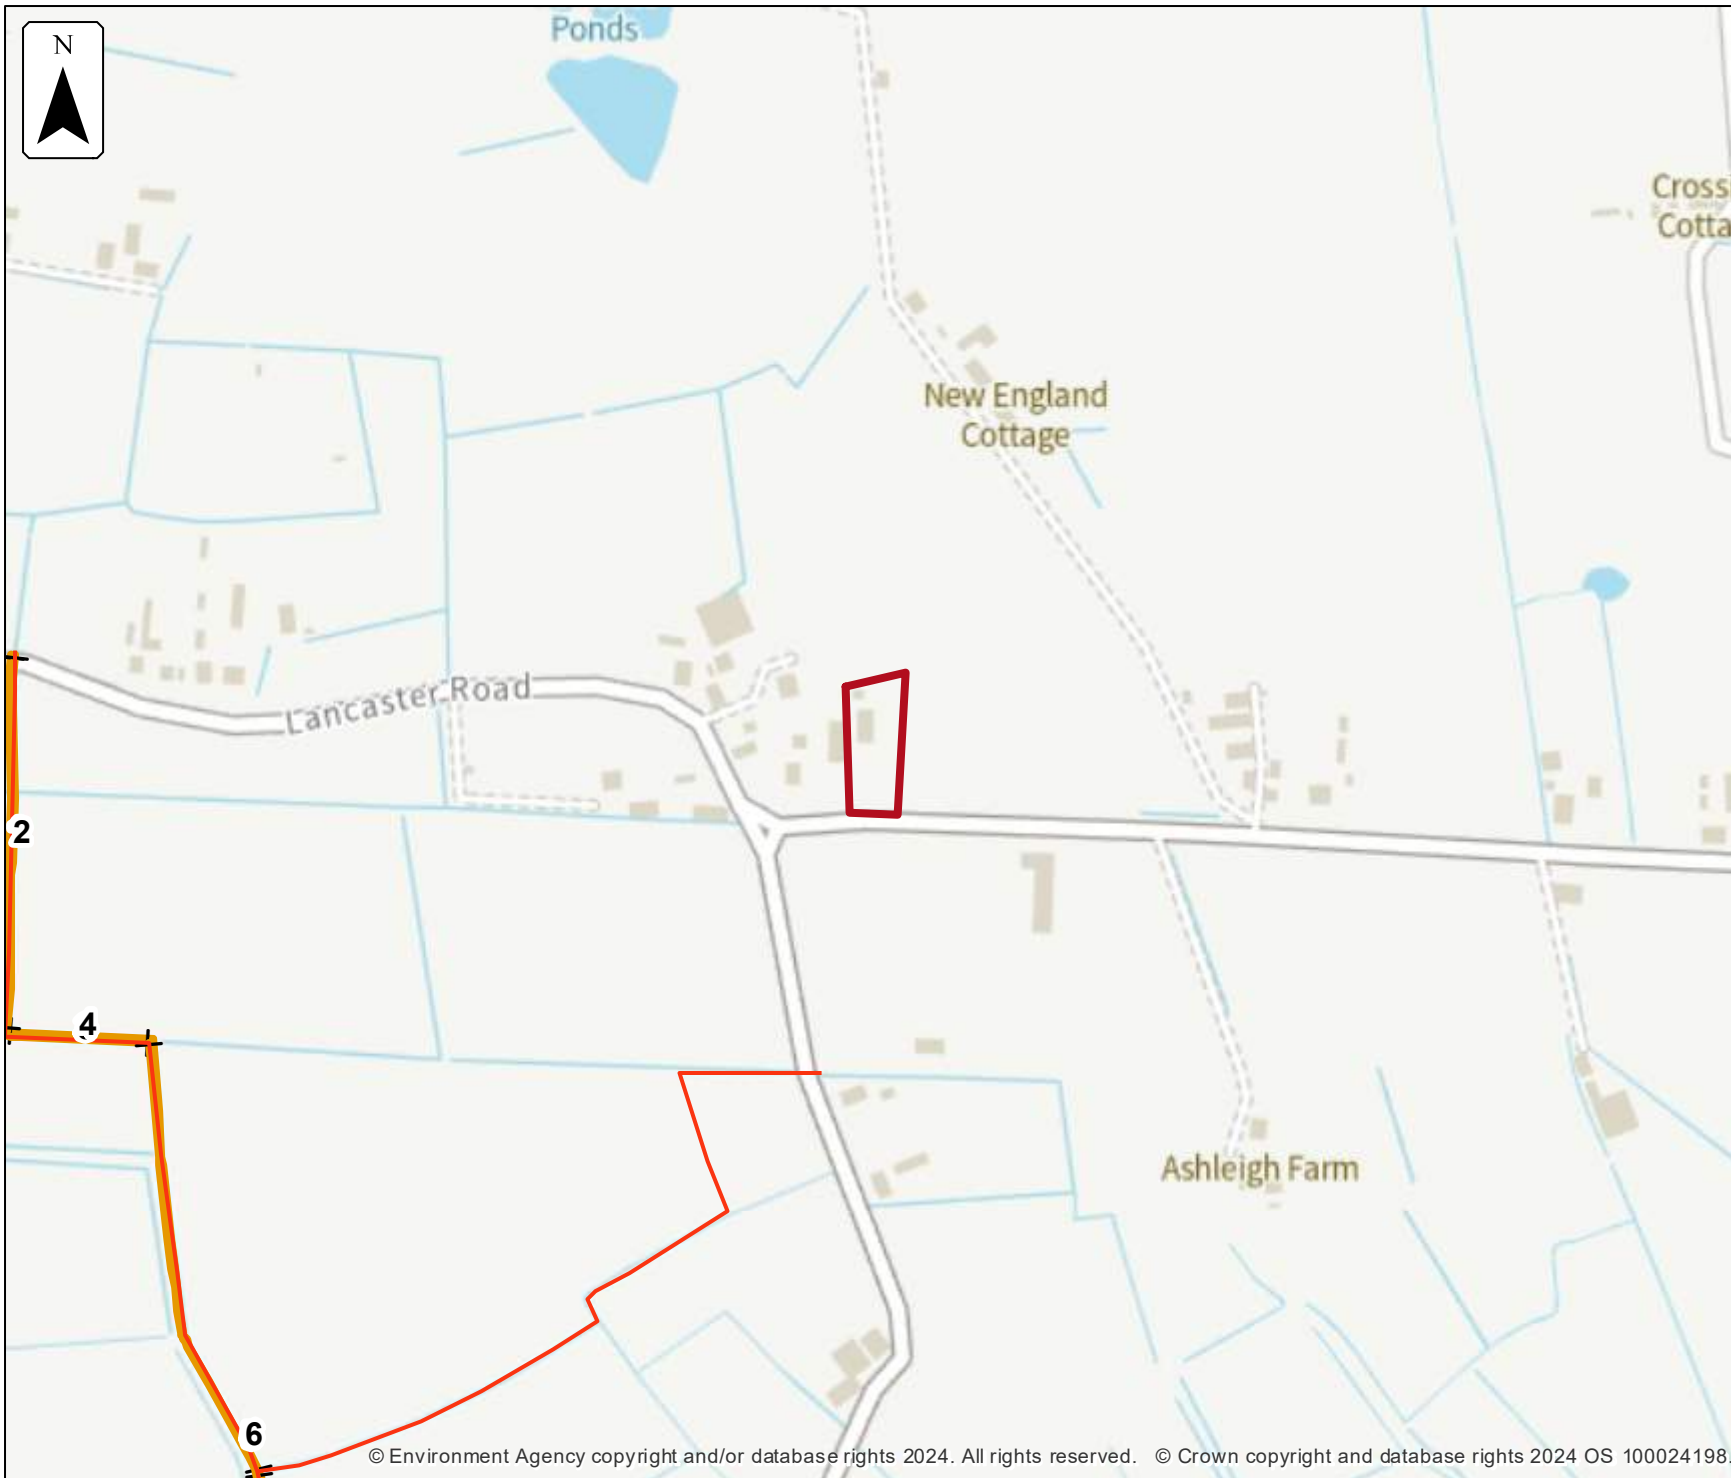 Ponds
N
Cross
Cotta
New England
Cottage
Lancaster Road
2
4
Ashleigh Farm
6
© Environment Agency copyright and/or database rights 2024. All rights reserved. © Crown copyright and database rights 2024 OS 100024198.